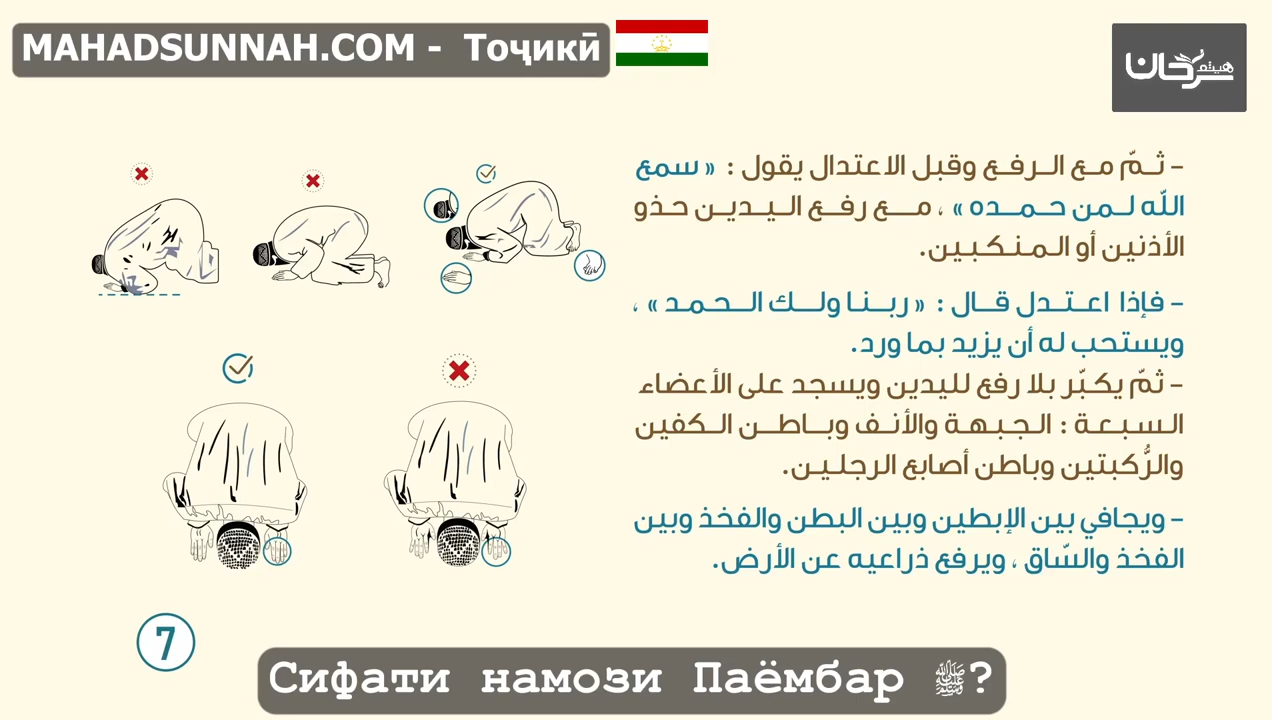 MAHADSUNNAH.COM - Тоҷикӣ
هيثم
سرحان
– ثمّ مع الرفع وقبل الاعتدال يقول : « سمع
الله لمن حمده » ، مع رفع اليدين حذو
الأذنين أو المنكبين.
– فإذا اعتدل قال : « ربنا ولك الحمد » ،
ويستحب له أن يزيد بما ورد.
– ثمّ يكبّر بلا رفع لليدين ويسجد على الأعضاء
السبعة : الجبهة والأنف وباطن الكفين
والرُّكبتين وباطن أصابع الرجلين.
– ويجافي بين الإبطين وبين البطن والفخذ وبين
الفخذ والسّاق ، ويرفع ذراعيه عن الأرض.
7
Сифати намози Паёмбар ﷺ?